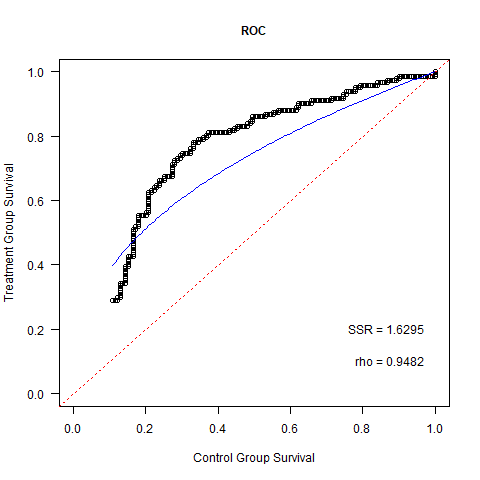 ROC
Treatment Group Survival
1.0
0.8
0.6
0.4
0.2
0.0
SSR = 1.6295
rho = 0.9482
0.0 0.2 0.4 0.6 0.8 1.0
Control Group Survival